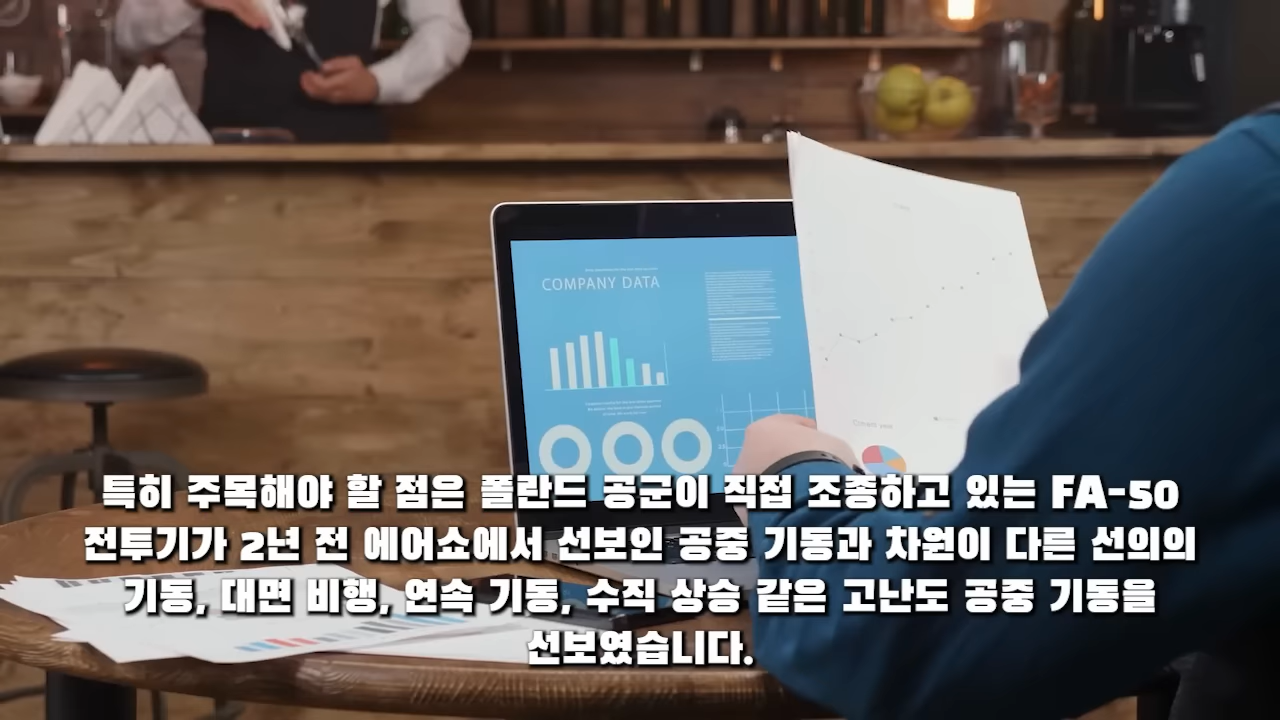 COMPANY DATA
특히 주목해야 할 점은 폴란드 공군이 직접 조종하고 있는 FA-50
전투기가 2년 전 에어쇼에서 선보인 공중 기동과 차원이 다른 선의의
기동, 대면 비행, 연속 기동, 수직 상승 같은 고난도 공중 기동을
선보였습니다.